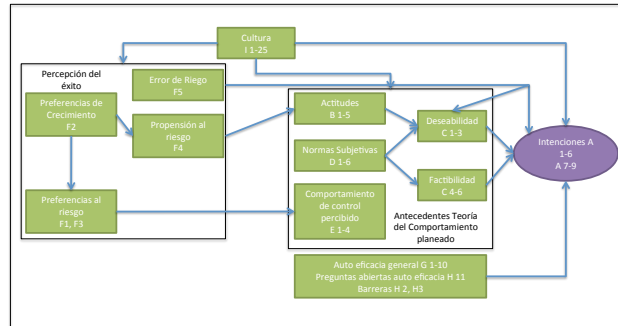 Cultura
I 1-25
Percepción del
éxito
Error de Riego
F5
Preferencias de
Crecimiento
F2
Propensión al
riesgo
F4
Preferencias al
riesgo
F1, F3
Actitudes
B 1-5
Deseabilidad
C 1-3
Normas Subjetivas
D 1-6
Factibilidad
C 4-6
Comportamiento
de control
percibido
E 1-4
Antecedentes Teoría
del Comportamiento
planeado
Intenciones A
1-6
A 7-9
Auto eficacia general G 1-10
Preguntas abiertas auto eficacia H 11
Barreras H 2, H3